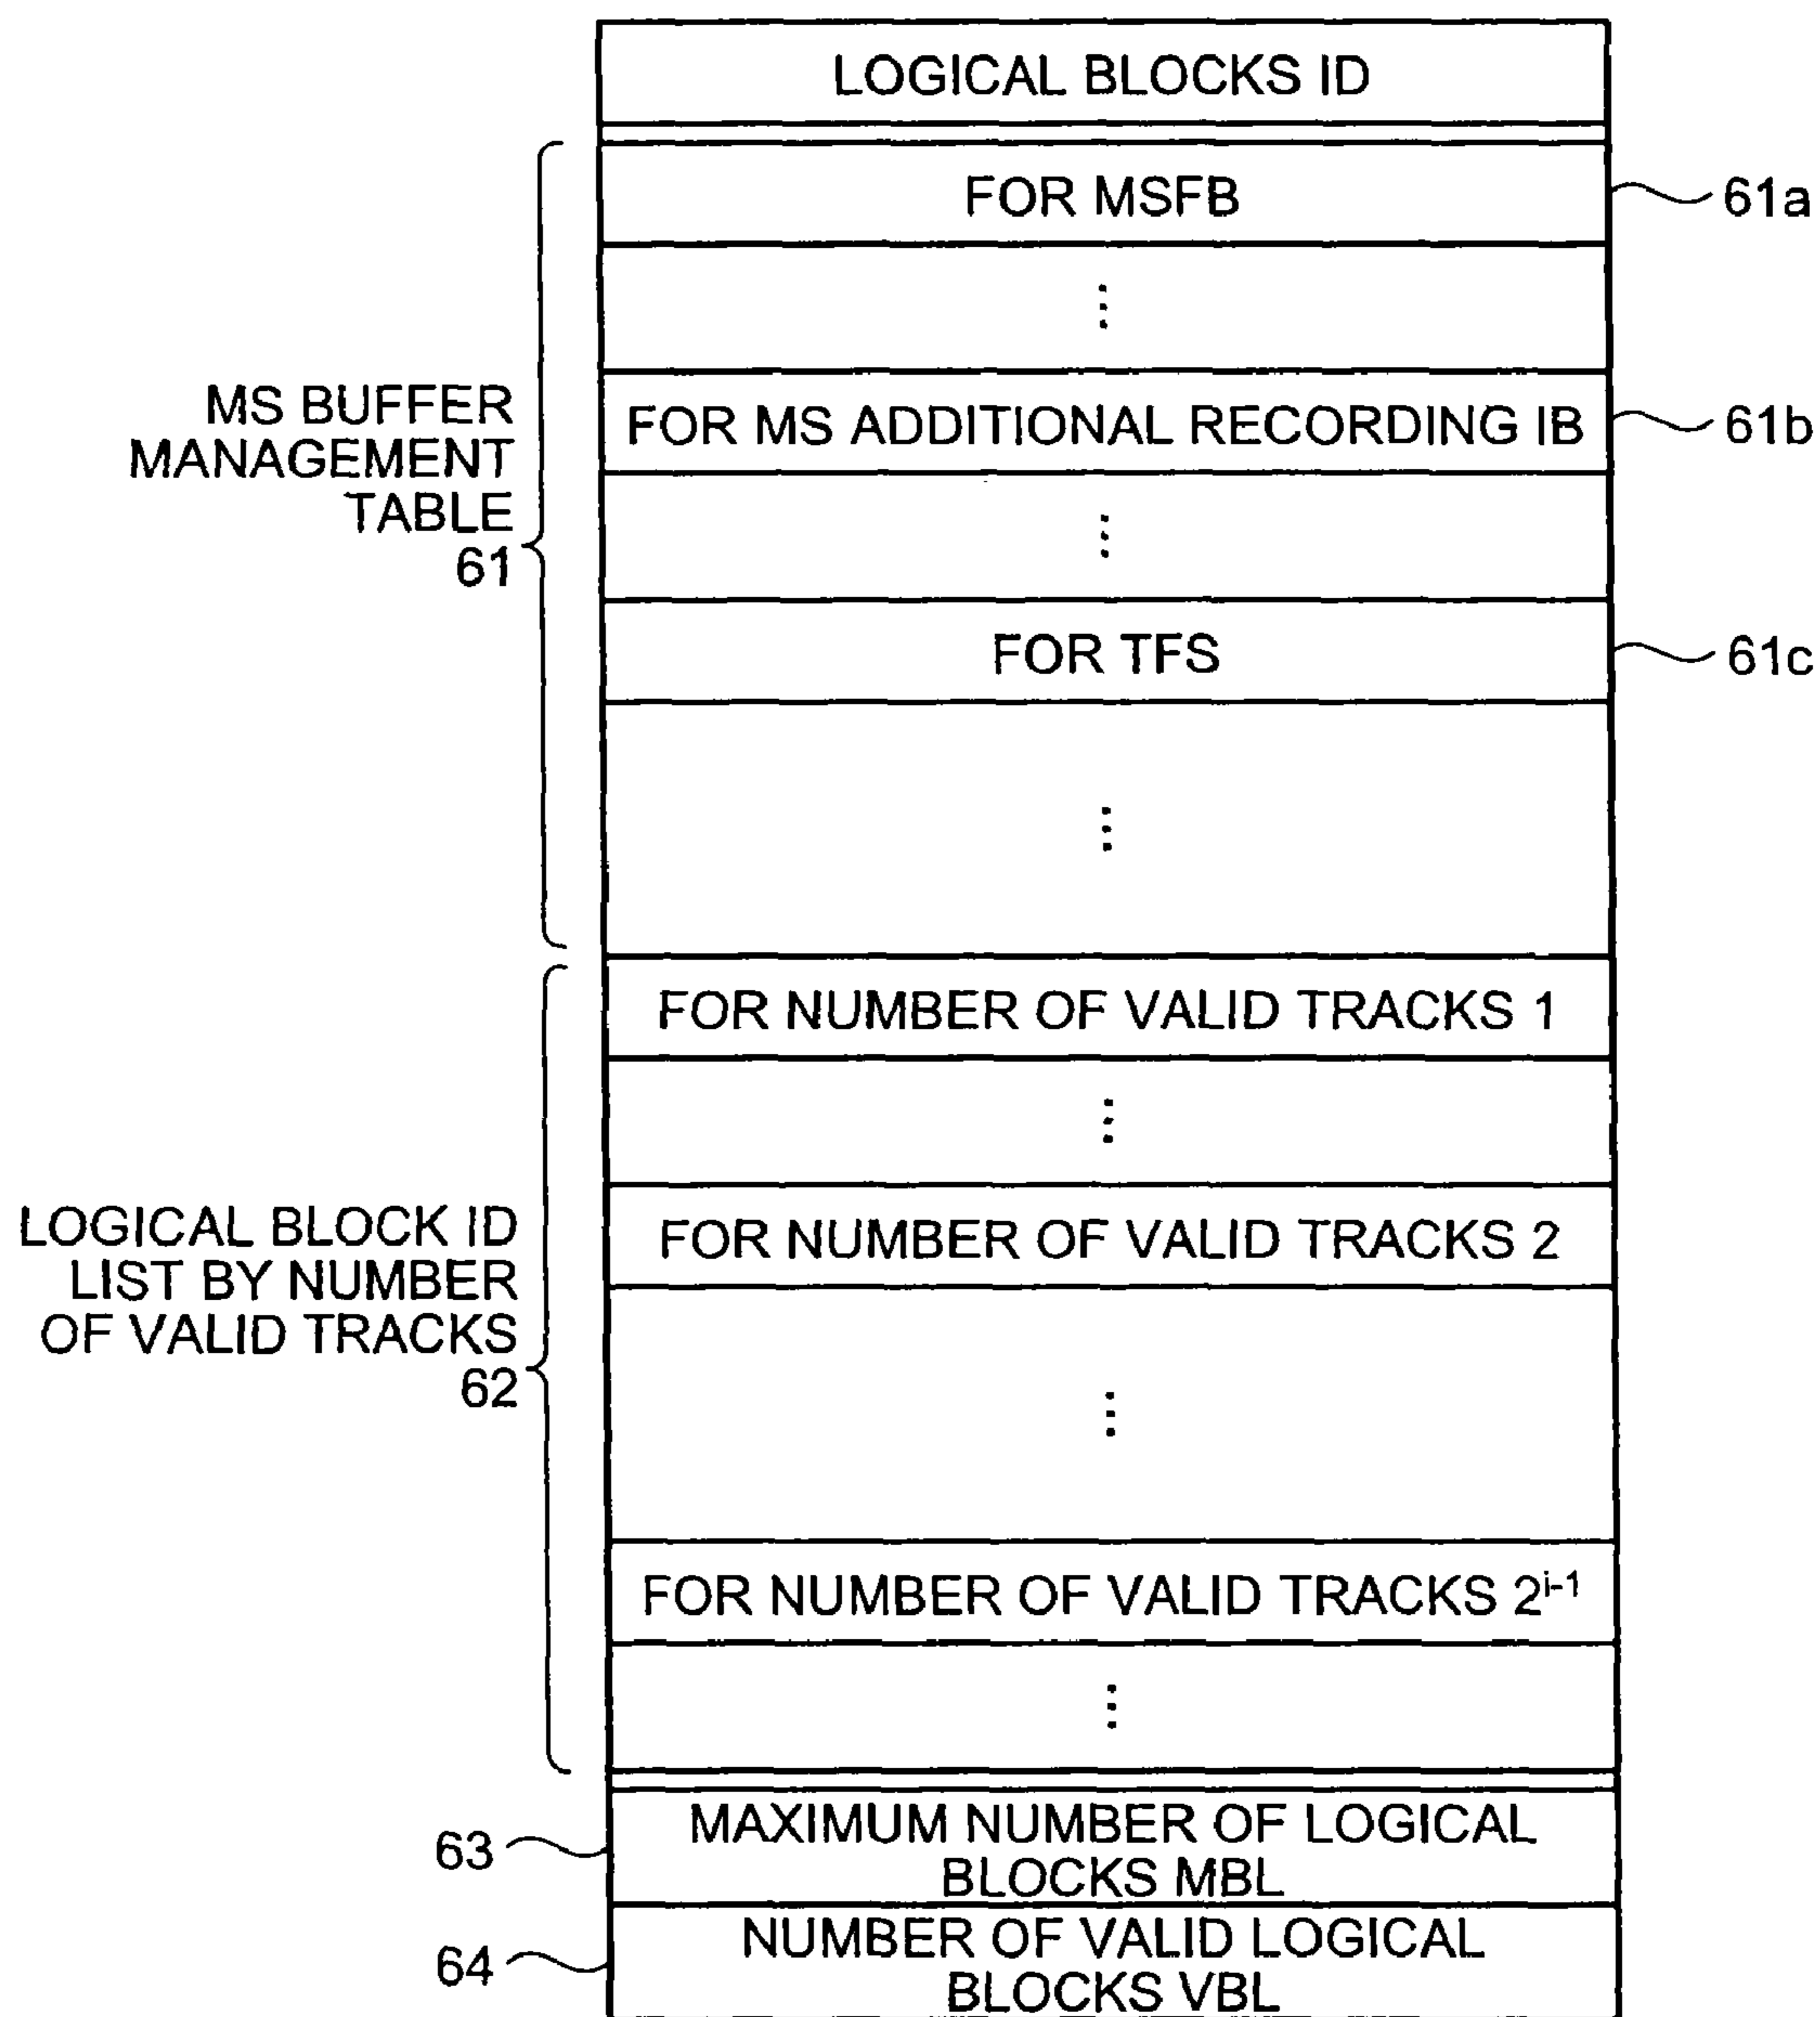 LOGICAL BLOCKS ID
FOR MSFB
61a
⋮
MS BUFFER
MANAGEMENT
TABLE
61
FOR MS ADDITIONAL RECORDING IB
61b
⋮
FOR TFS
61c
⋮
FOR NUMBER OF VALID TRACKS 1
⋮
LOGICAL BLOCK ID
LIST BY NUMBER
OF VALID TRACKS
62
FOR NUMBER OF VALID TRACKS 2
⋮
FOR NUMBER OF VALID TRACKS 2^{i-1}
⋮
63
MAXIMUM NUMBER OF LOGICAL
BLOCKS MBL
64
NUMBER OF VALID LOGICAL
BLOCKS VBL